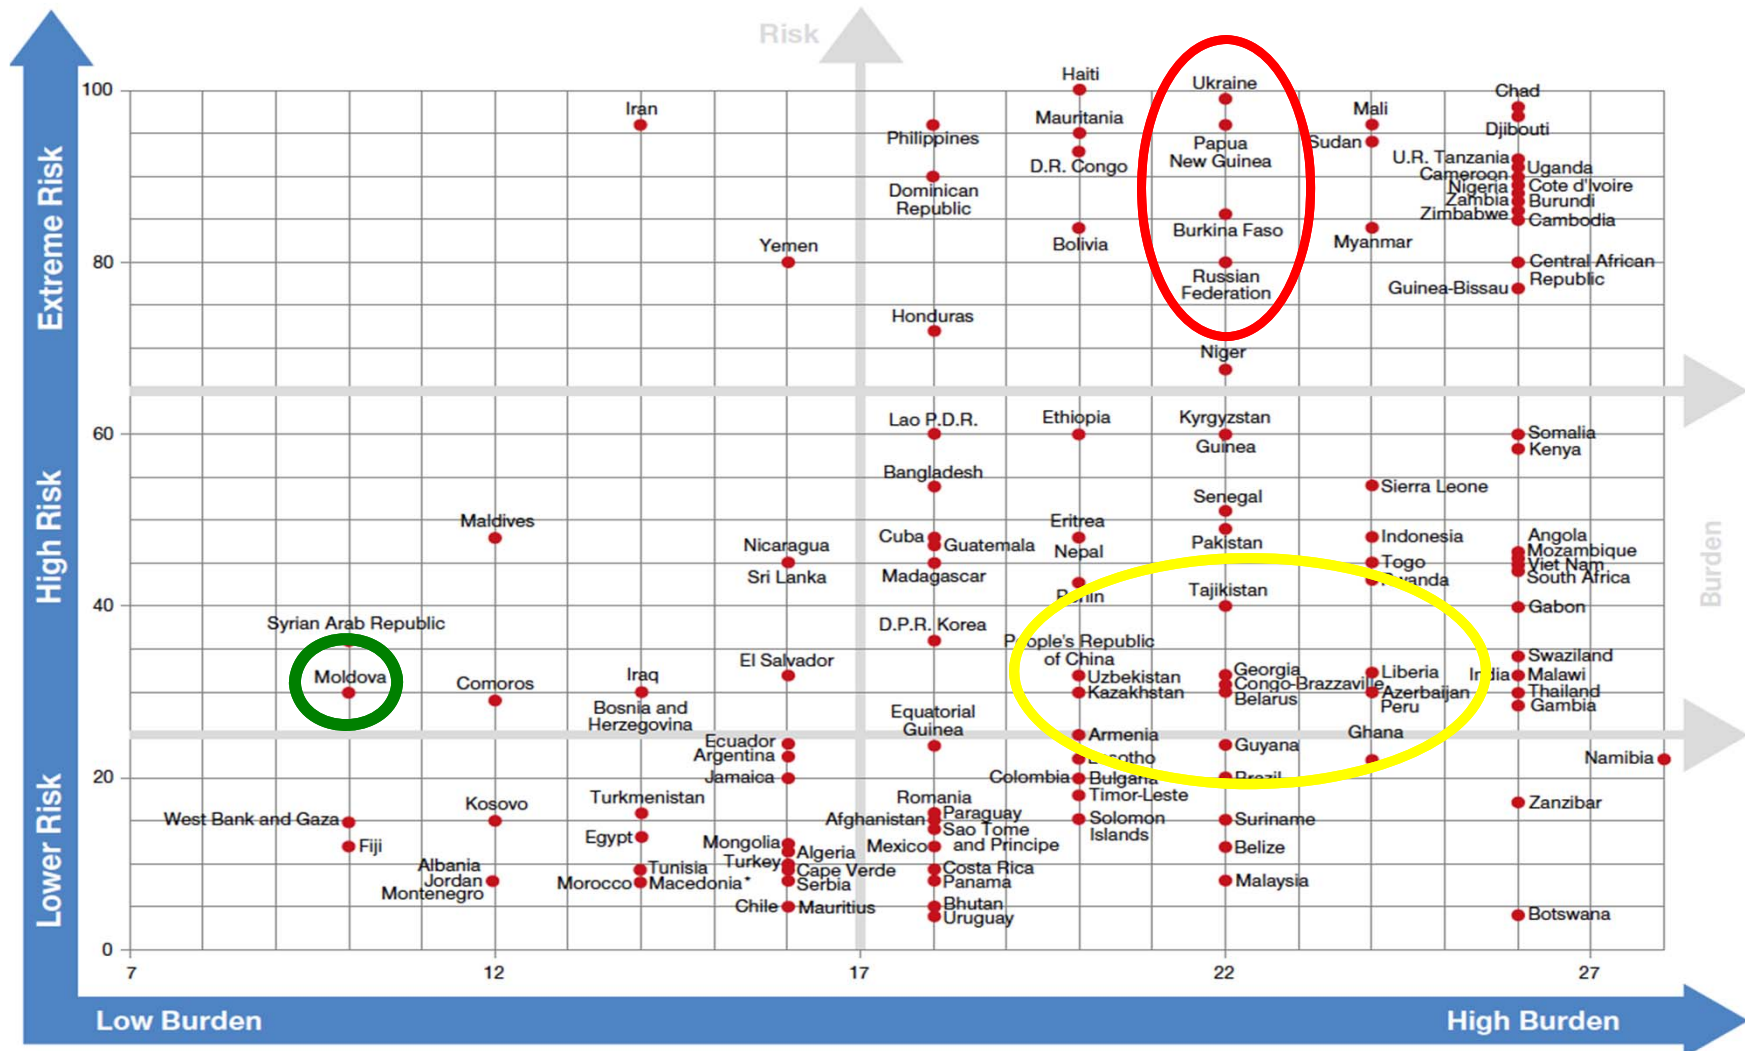 Risk
Haiti
Ukraine
Chad
100
Iran
Mali
Mauritania
Djibouti
Philippines
Papua
New Guinea
Sudan
D.R. Congo
U.R. Tanzania
Uganda
Cameroon
Nigeria
Cote d'Ivoire
Dominican
Republic
Zambia
Burundi
Zimbabwe
Cambodia
Burkina Faso
Bolivia
Myanmar
Yemen
80
Central African
Republic
Russian
Federation
Guinea-Bissau
Honduras
Niger
Extreme Risk
60
Lao P.D.R.
Ethiopia
Kyrgyzstan
Guinea
Somalia
Kenya
Bangladesh
Sierra Leone
Senegal
Maldives
Eritrea
Nepal
Cuba
Guatemala
Pakistan
Indonesia
Angola
Mozambique
Viet Nam
South Africa
Nicaragua
Sri Lanka
Madagascar
Togo
Rwanda
Benin
Tajikistan
40
Gabon
High Risk
Burden
Syrian Arab Republic
D.P.R. Korea
People's Republic
of China
Moldova
Comoros
Iraq
Bosnia and
Herzegovina
El Salvador
Uzbekistan
Kazakhstan
Georgia
Congo-Brazzaville
Belarus
Liberia
Azerbaijan
Peru
Swaziland
India
Malawi
Thailand
Gambia
Equatorial
Guinea
Armenia
Ghana
Ecuador
Argentina
Jamaica
Guyana
Lesotho
Namibia
20
Colombia
Bulgaria
Brazil
Timor-Leste
Turkmenistan
Kosovo
West Bank and Gaza
Fiji
Egypt
Romania
Paraguay
Afghanistan
Sao Tome
and Principe
Mexico
Solomon
Islands
Suriname
Zanzibar
Belize
Mongolia
Algeria
Turkey
Cape Verde
Serbia
Albania
Jordan
Montenegro
Tunisia
Morocco
Macedonia*
Costa Rica
Panama
Malaysia
Chile
Mauritius
Bhutan
Uruguay
Botswana
Lower Risk
0
7
12
17
22
27
Low Burden
High Burden